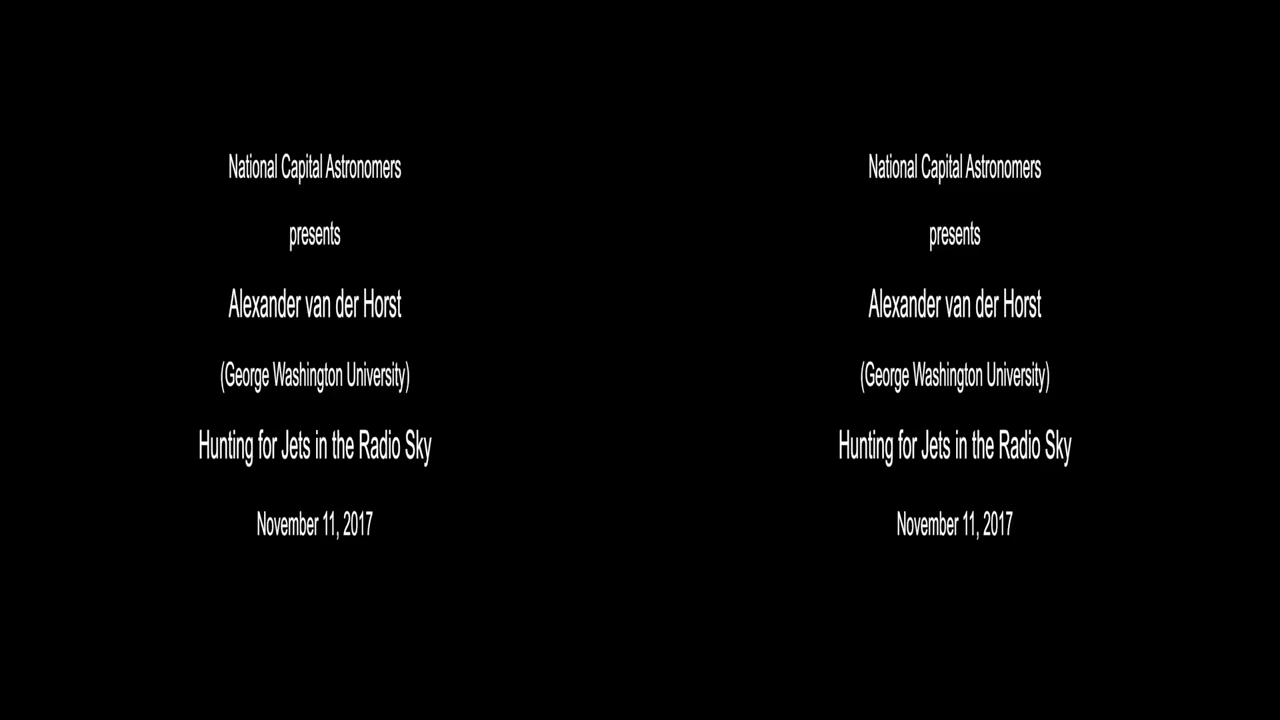 National Capital Astronomers
presents
Alexander van der Horst
(George Washington University)
Hunting for Jets in the Radio Sky
November 11, 2017
National Capital Astronomers
presents
Alexander van der Horst
(George Washington University)
Hunting for Jets in the Radio Sky
November 11, 2017